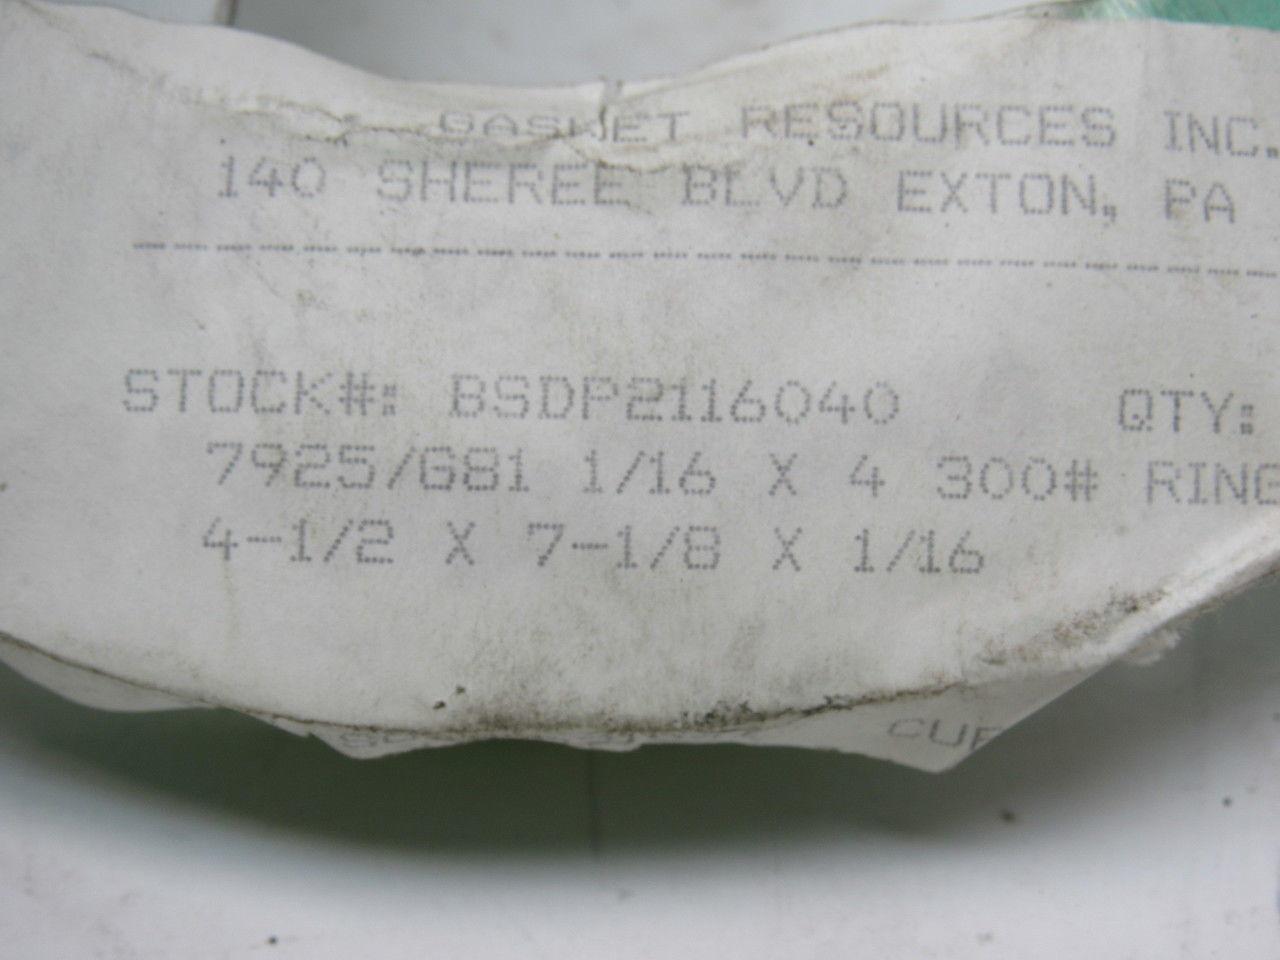 GASKET RESOURCES INC.
140 SHEREE BLVD EXTON, PA
STOCK#: BSDP2116040 QTY:
7925/G81 1/16 X 4 300# RING
4-1/2 X 7-1/8 X 1/16